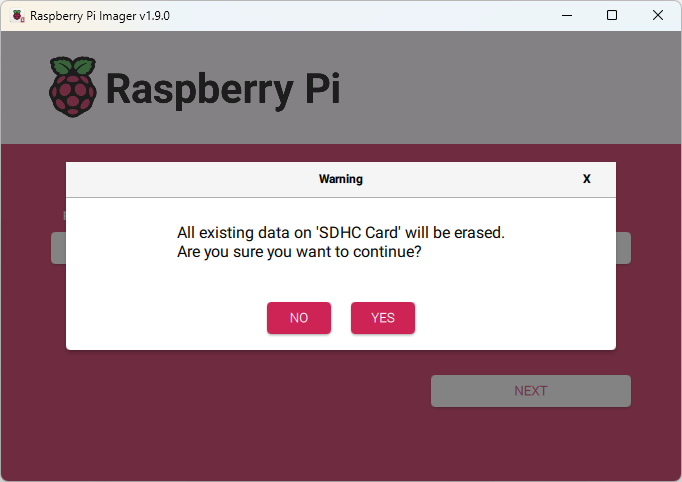 Raspberry Pi Imager v1.9.0
Raspberry Pi
Warning
X
All existing data on 'SDHC Card' will be erased.
Are you sure you want to continue?
NO
YES
NEXT